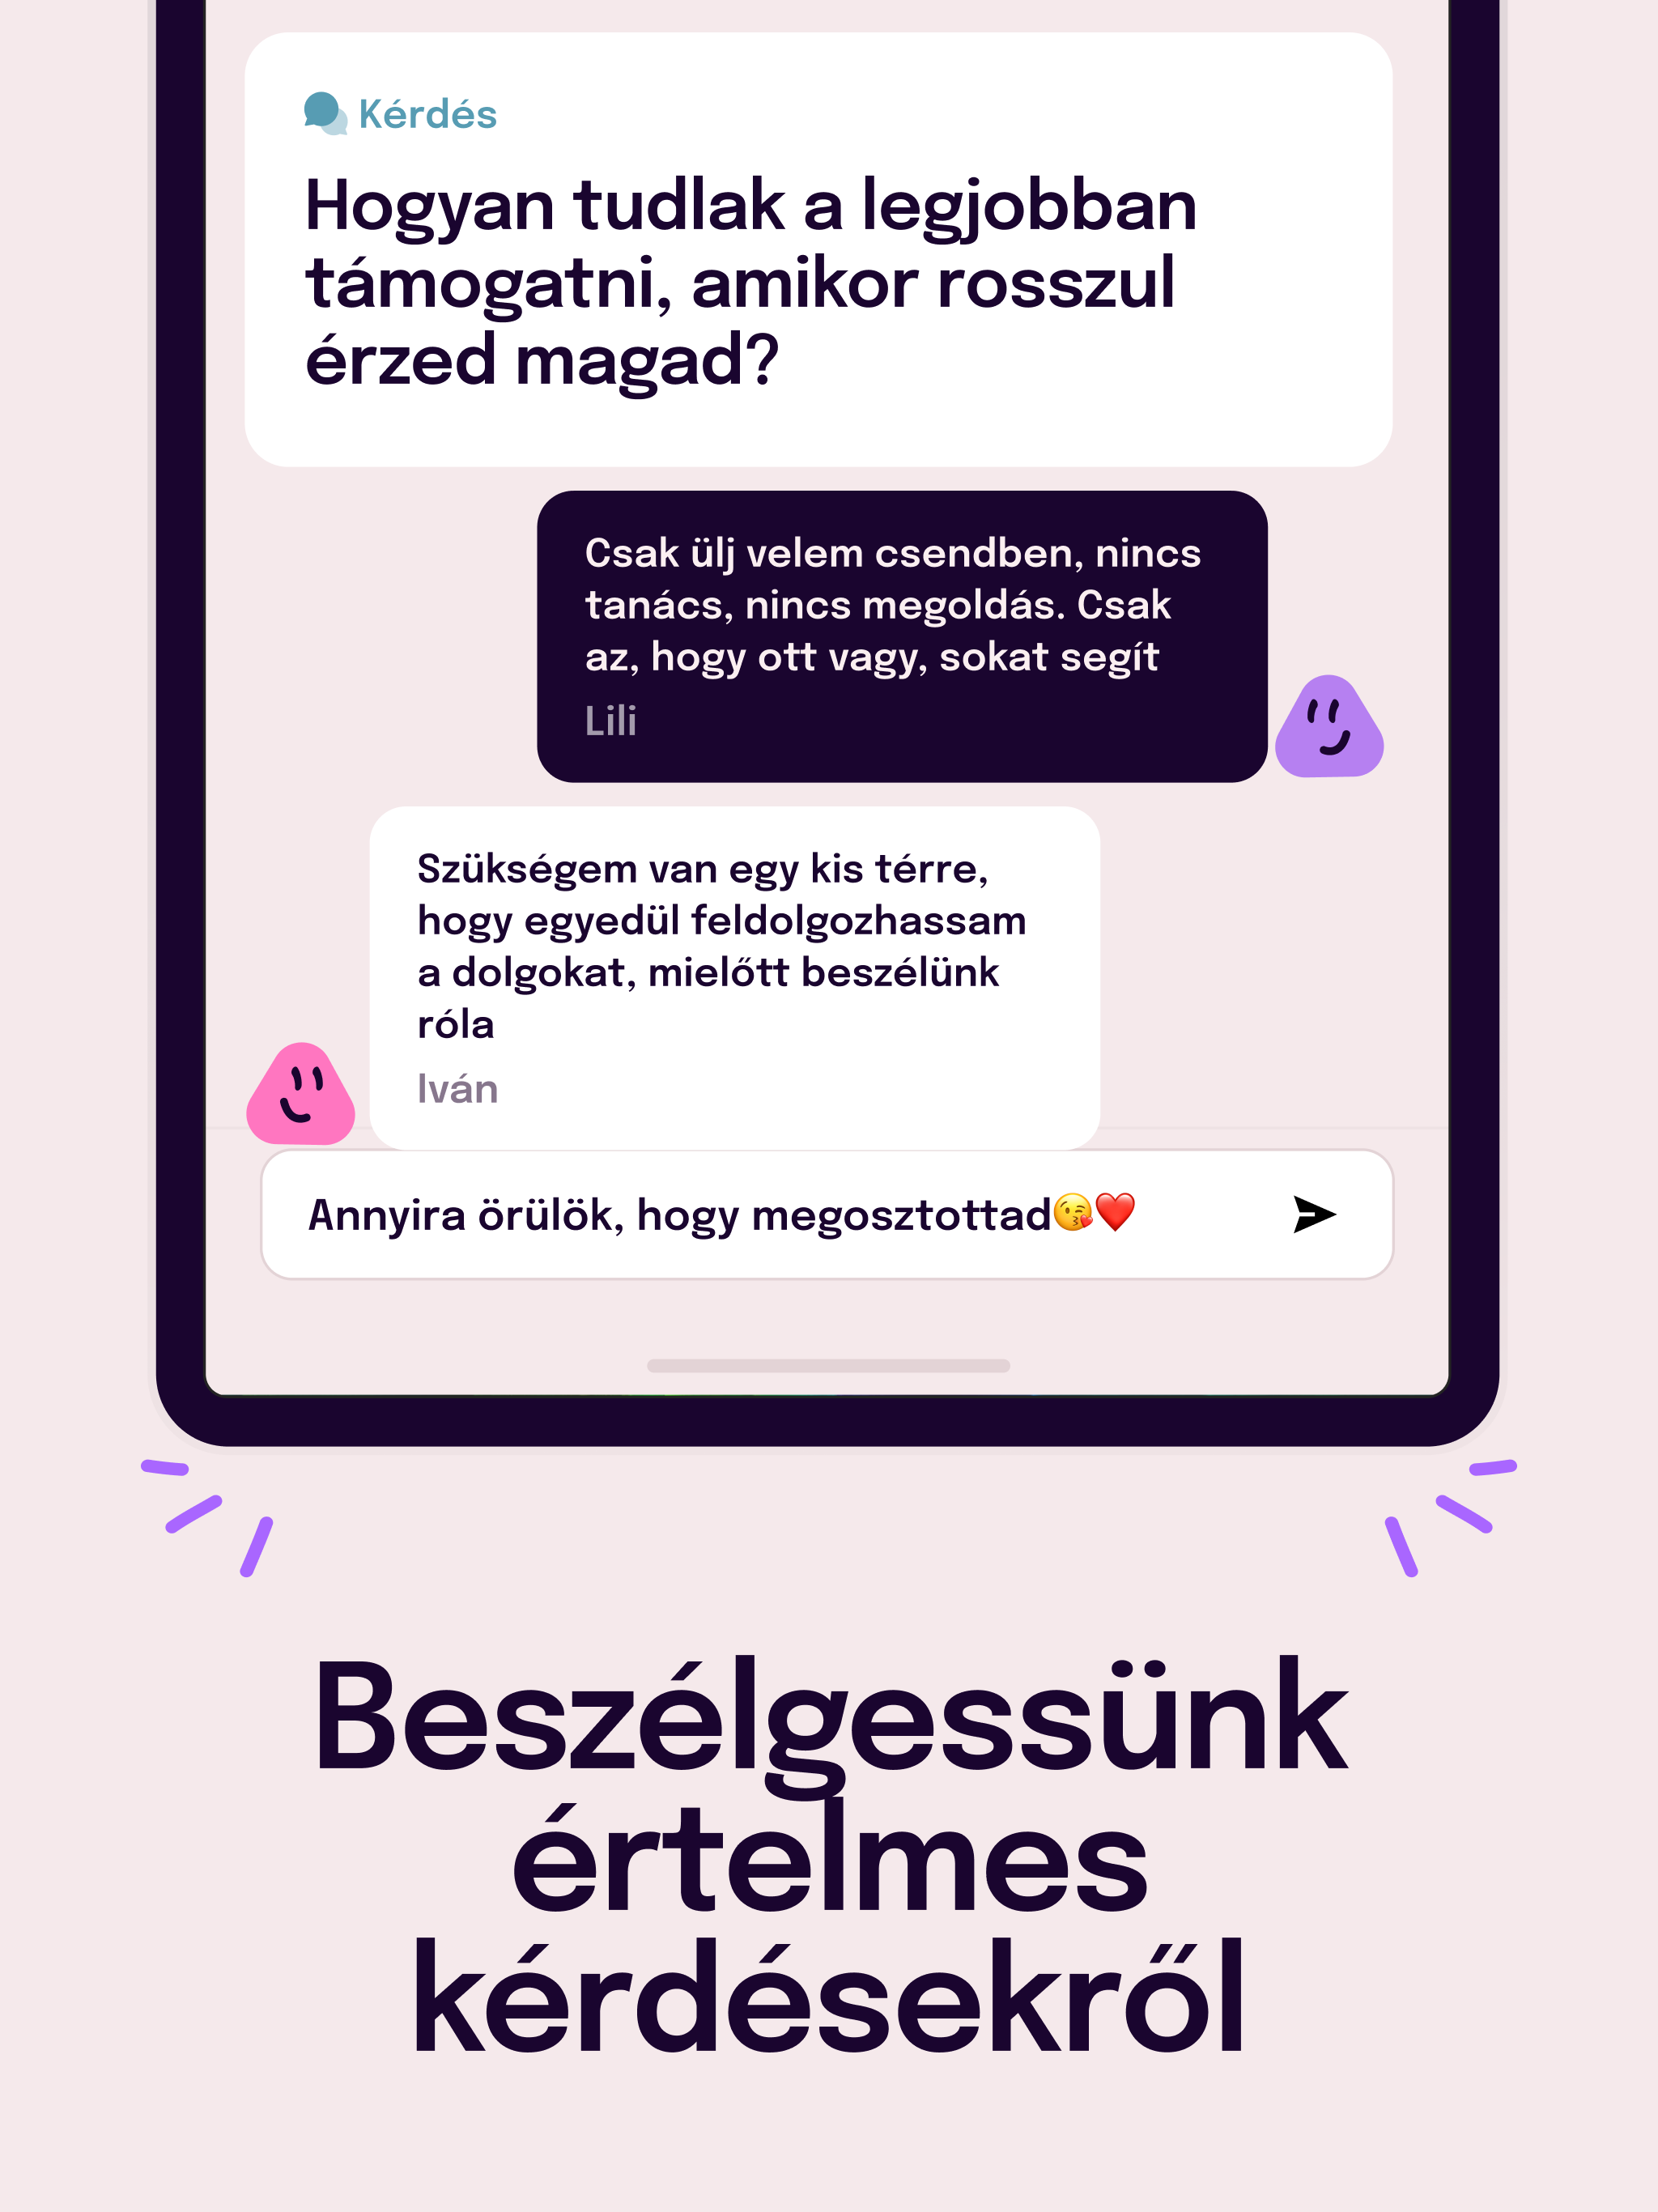 Kérdés
Hogyan tudlak a legjobban
támogatni, amikor rosszul
érzed magad?
Csak ülj velem csendben, nincs
tanács, nincs megoldás. Csak
az, hogy ott vagy, sokat segít
Lili
Szükségem van egy kis térre,
hogy egyedül feldolgozhassam
a dolgokat, mielőtt beszélünk
róla
Iván
Annyira örülök, hogy megosztottad😘❤️
Beszélgessünk
értelmes
kérdésekről